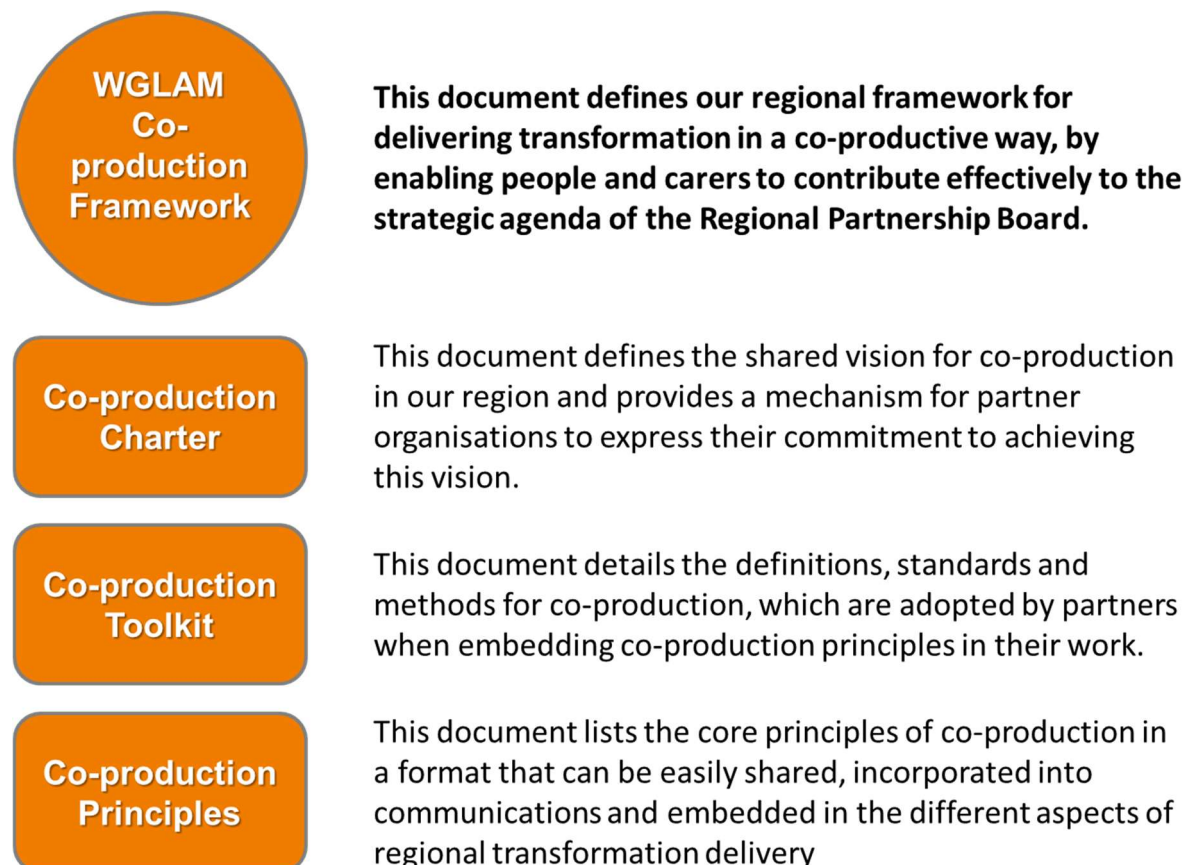 WGLAM
Co-
production
Framework
This document defines our regional framework for
delivering transformation in a co-productive way, by
enabling people and carers to contribute effectively to the
strategic agenda of the Regional Partnership Board.
Co-production
Charter
This document defines the shared vision for co-production
in our region and provides a mechanism for partner
organisations to express their commitment to achieving
this vision.
Co-production
Toolkit
This document details the definitions, standards and
methods for co-production, which are adopted by partners
when embedding co-production principles in their work.
Co-production
Principles
This document lists the core principles of co-production in
a format that can be easily shared, incorporated into
communications and embedded in the different aspects of
regional transformation delivery